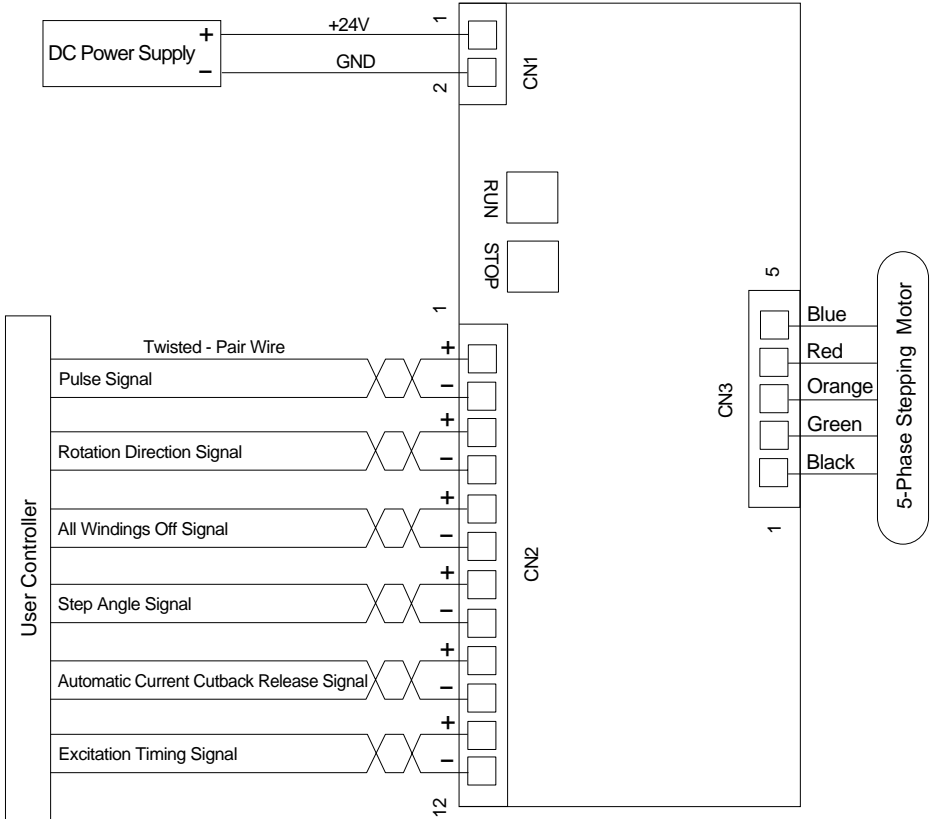 DC Power Supply
+
−
+24V
GND
1
2
CN1
RUN
STOP
User Controller
Twisted - Pair Wire
Pulse Signal
Rotation Direction Signal
All Windings Off Signal
Step Angle Signal
Automatic Current Cutback Release Signal
Excitation Timing Signal
1
+
−
+
−
+
−
+
−
+
−
+
−
12
CN2
CN3
5
1
Blue
Red
Orange
Green
Black
5-Phase Stepping Motor